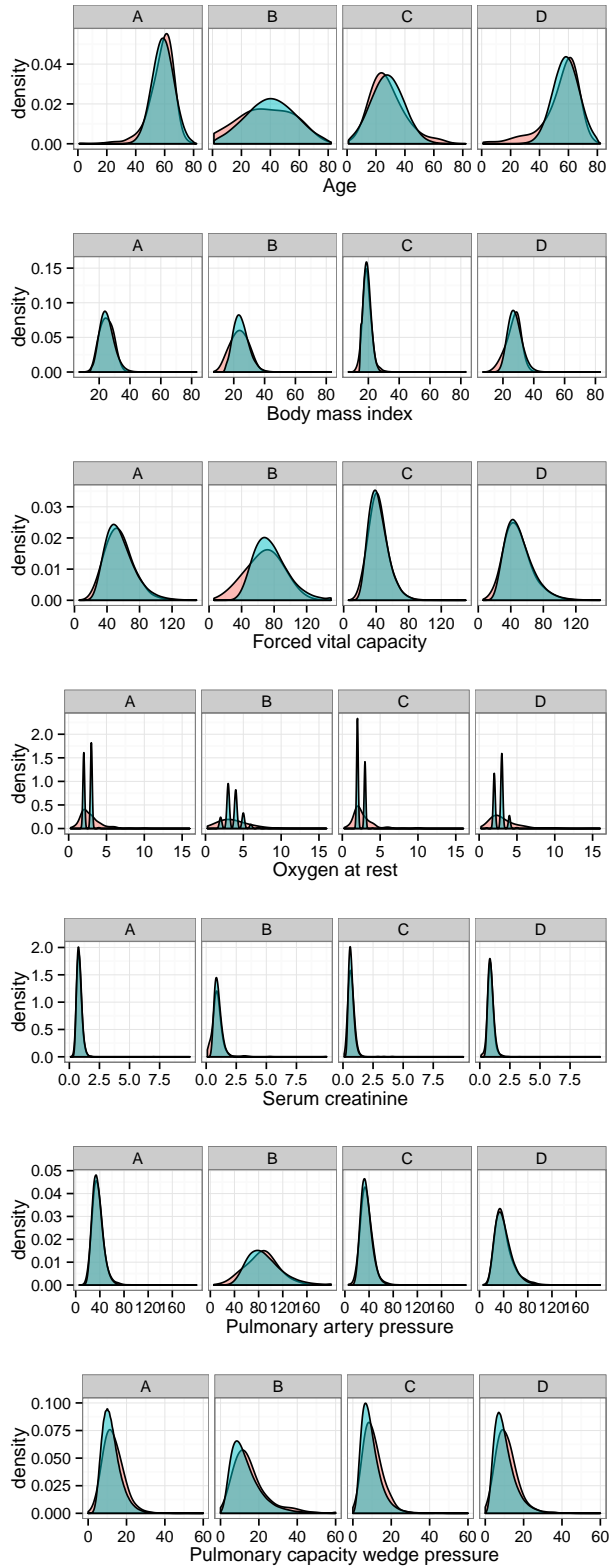 A B C D
density
0.04
0.02
0.00
0 20 40 60 80 0 20 40 60 80 0 20 40 60 80 0 20 40 60 80
Age
A B C D
density
0.15
0.10
0.05
0.00
20 40 60 80 20 40 60 80 20 40 60 80 20 40 60 80
Body mass index
A B C D
density
0.03
0.02
0.01
0.00
0 40 80 120 0 40 80 120 0 40 80 120 0 40 80 120
Forced vital capacity
A B C D
density
2.0
1.5
1.0
0.5
0.0
0 5 10 15 0 5 10 15 0 5 10 15 0 5 10 15
Oxygen at rest
A B C D
density
2.0
1.5
1.0
0.5
0.0
0.0 2.5 5.0 7.5 0.0 2.5 5.0 7.5 0.0 2.5 5.0 7.5 0.0 2.5 5.0 7.5
Serum creatinine
A B C D
density
0.05
0.04
0.03
0.02
0.01
0.00
0 40 80 120 160 0 40 80 120 160 0 40 80 120 160 0 40 80 120 160
Pulmonary artery pressure
A B C D
density
0.100
0.075
0.050
0.025
0.000
0 20 40 60 0 20 40 60 0 20 40 60 0 20 40 60
Pulmonary capacity wedge pressure